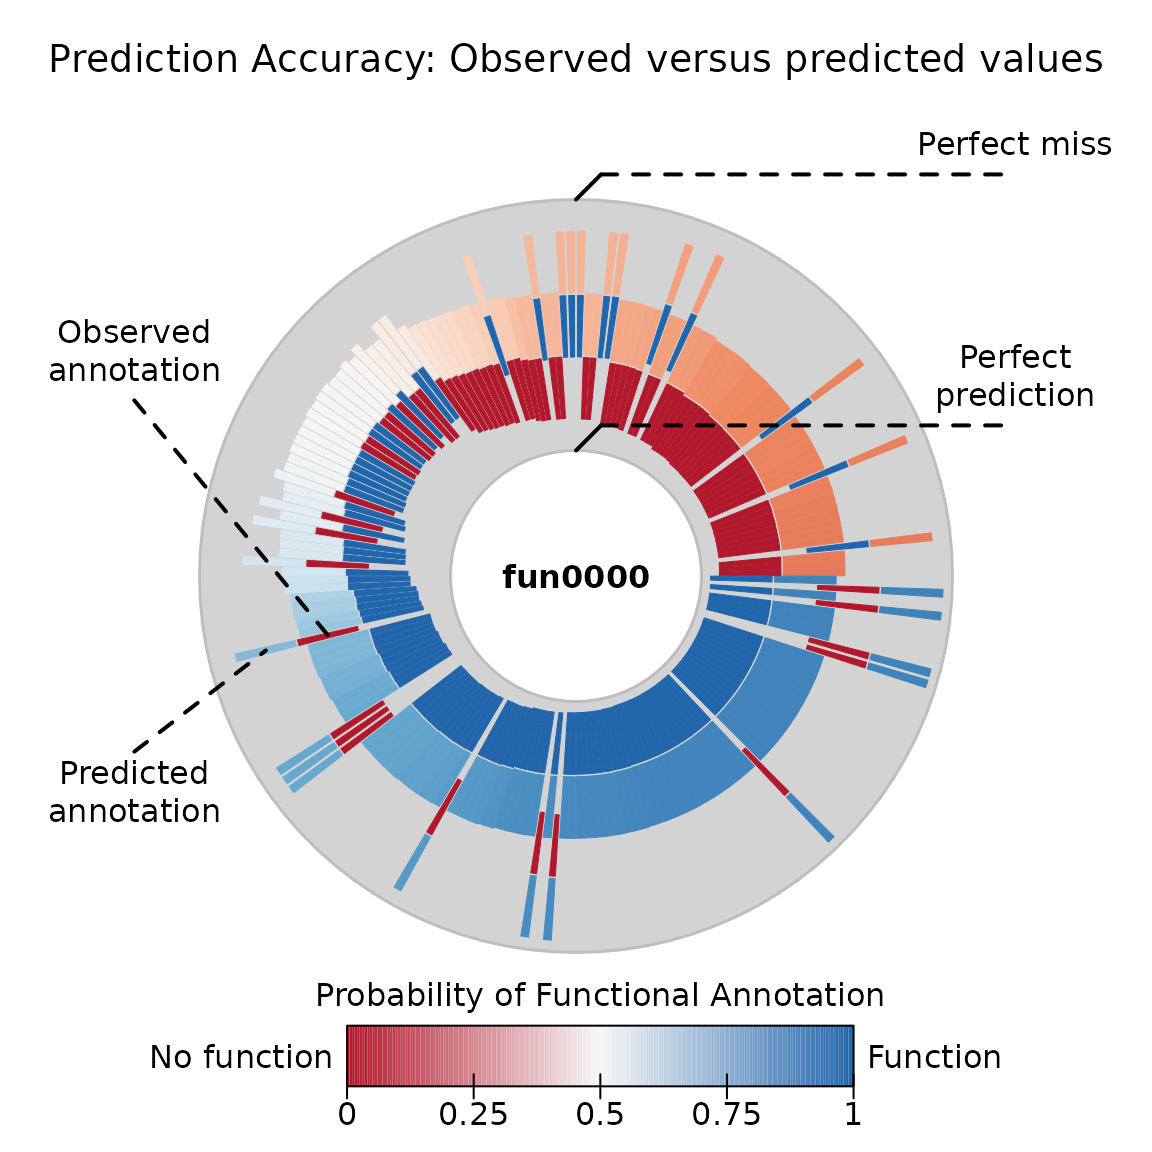 Prediction Accuracy: Observed versus predicted values
Perfect miss
Observed
annotation
Perfect
prediction
fun0000
Predicted
annotation
Probability of Functional Annotation
No function
Function
0
0.25
0.5
0.75
1